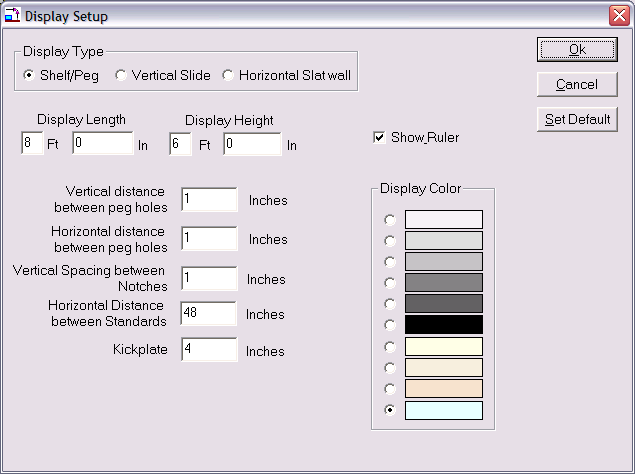 Display Setup
Display Type
Shelf/Peg Vertical Slide Horizontal Slat wall
Ok
Cancel
Set Default
Display Length Display Height
8 Ft 0 In 6 Ft 0 In
Show Ruler
Vertical distance
between peg holes 1 Inches
Horizontal distance
between peg holes 1 Inches
Vertical Spacing between
Notches 1 Inches
Horizontal Distance
between Standards 48 Inches
Kickplate 4 Inches
Display Color